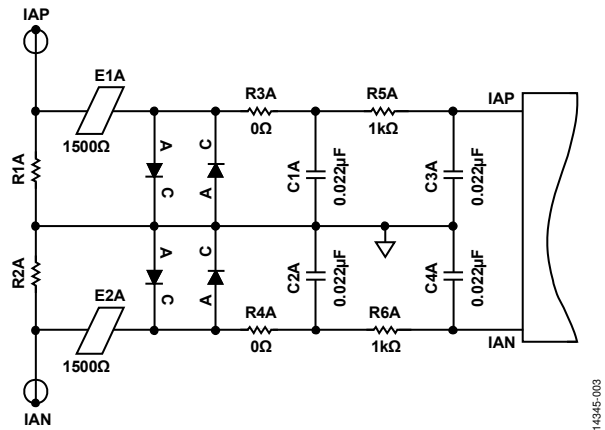 IAP
E1A
1500Ω
R1A
A
C
C
A
R3A
0Ω
C1A
0.022µF
R5A
1kΩ
C3A
0.022µF
IAP
R2A
E2A
1500Ω
A
C
C
A
R4A
0Ω
C2A
0.022µF
R6A
1kΩ
C4A
0.022µF
IAN
IAN
14345-003